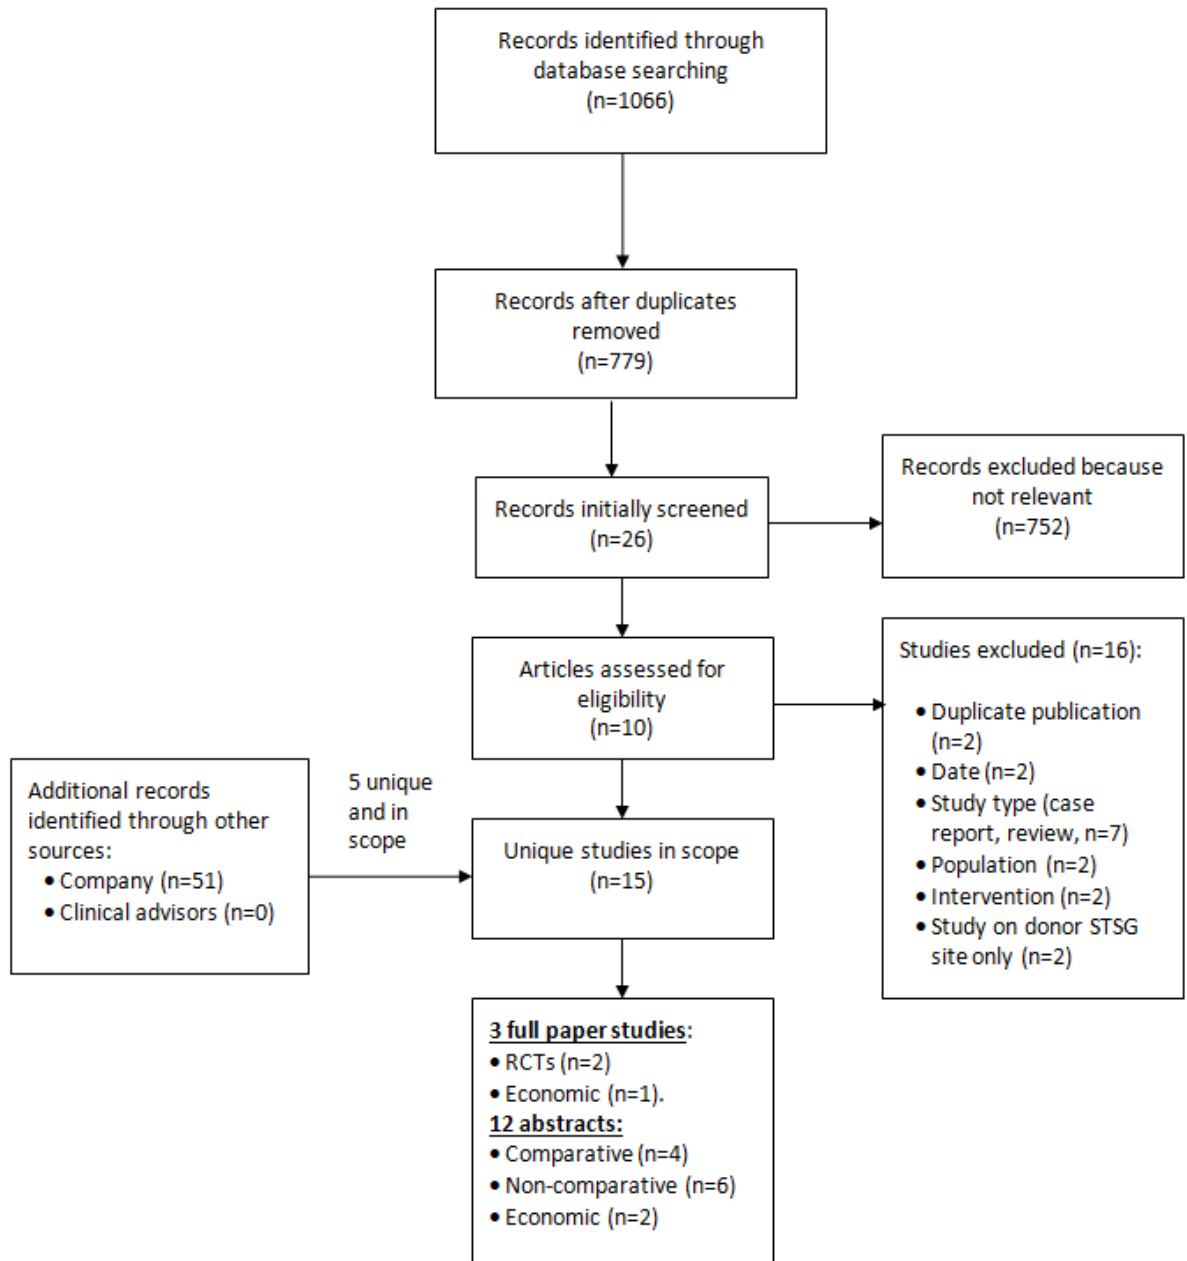 Records identified through
database searching
(n=1066)
Records after duplicates
removed
(n=779)
Records initially screened
(n=26)
Records excluded because
not relevant
(n=752)
Articles assessed for
eligibility
(n=10)
Studies excluded (n=16):
• Duplicate publication
(n=2)
• Date (n=2)
• Study type (case
report, review, n=7)
• Population (n=2)
• Intervention (n=2)
• Study on donor STSG
site only (n=2)
Additional records
identified through other
sources:
• Company (n=51)
• Clinical advisors (n=0)
5 unique
and in
scope
Unique studies in scope
(n=15)
3 full paper studies:
• RCTs (n=2)
• Economic (n=1).
12 abstracts:
• Comparative (n=4)
• Non-comparative (n=6)
• Economic (n=2)